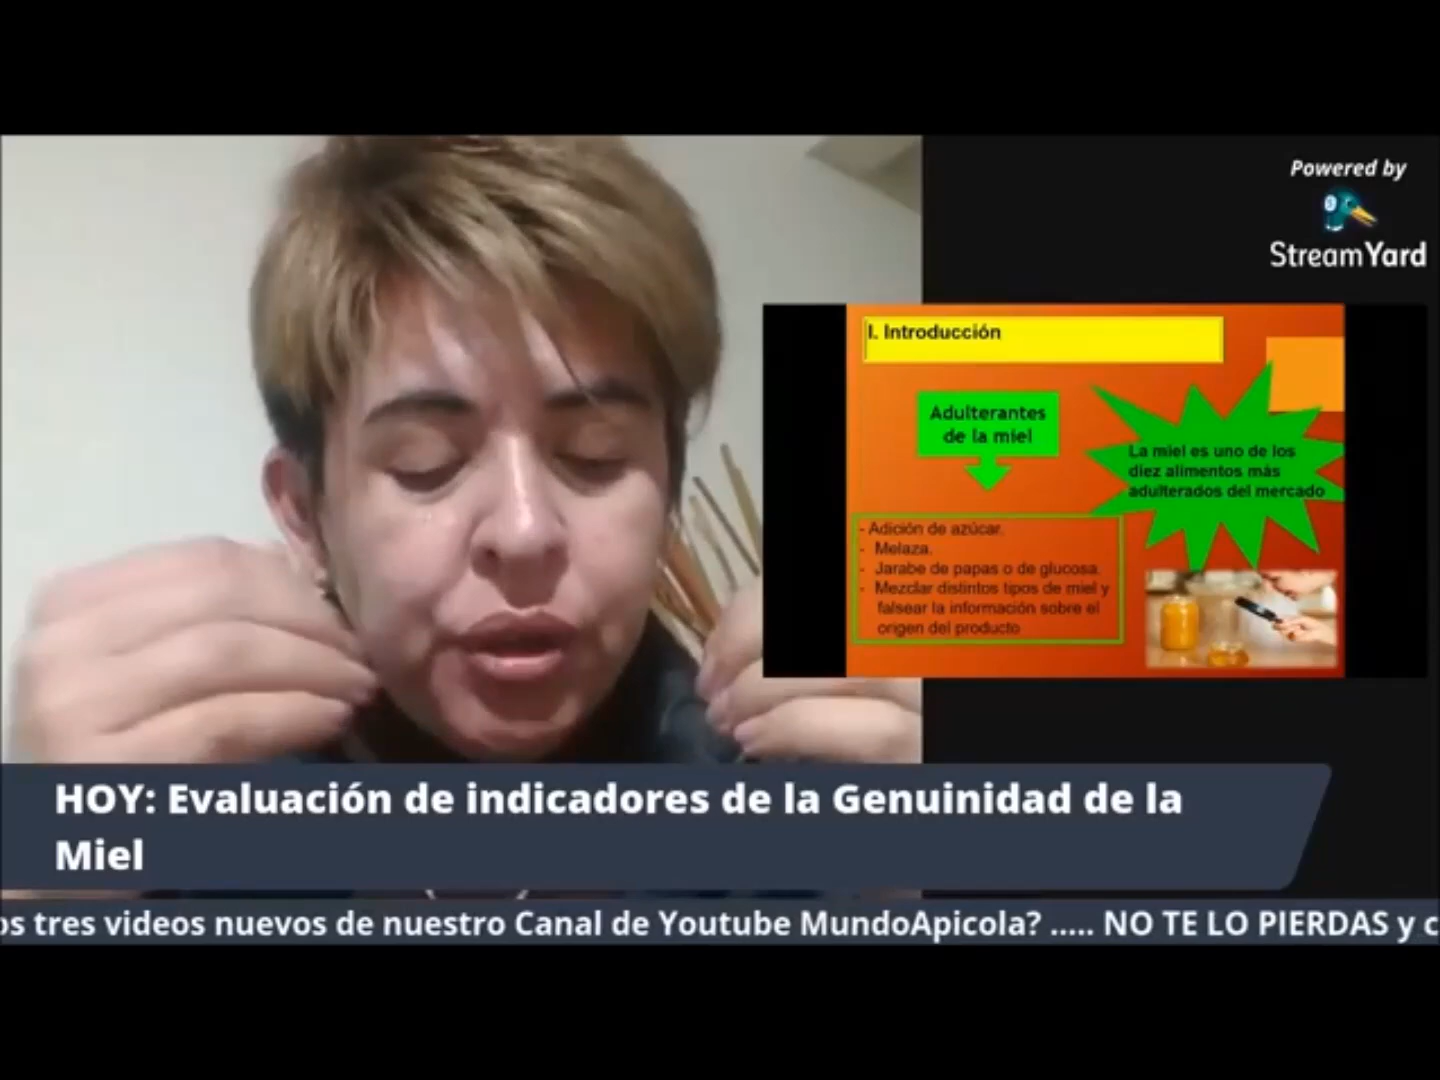 Powered by
StreamYard
I. Introducción
Adulterantes
de la miel
La miel es uno de los
diez alimentos más
adulterados del mercado
- Adición de azúcar.
- Melaza.
- Jarabe de papas o de glucosa.
- Mezclar distintos tipos de miel y
falsear la información sobre el
origen del producto
HOY: Evaluación de indicadores de la Genuinidad de la
Miel
os tres videos nuevos de nuestro Canal de Youtube MundoApicola? ..... NO TE LO PIERDAS y c